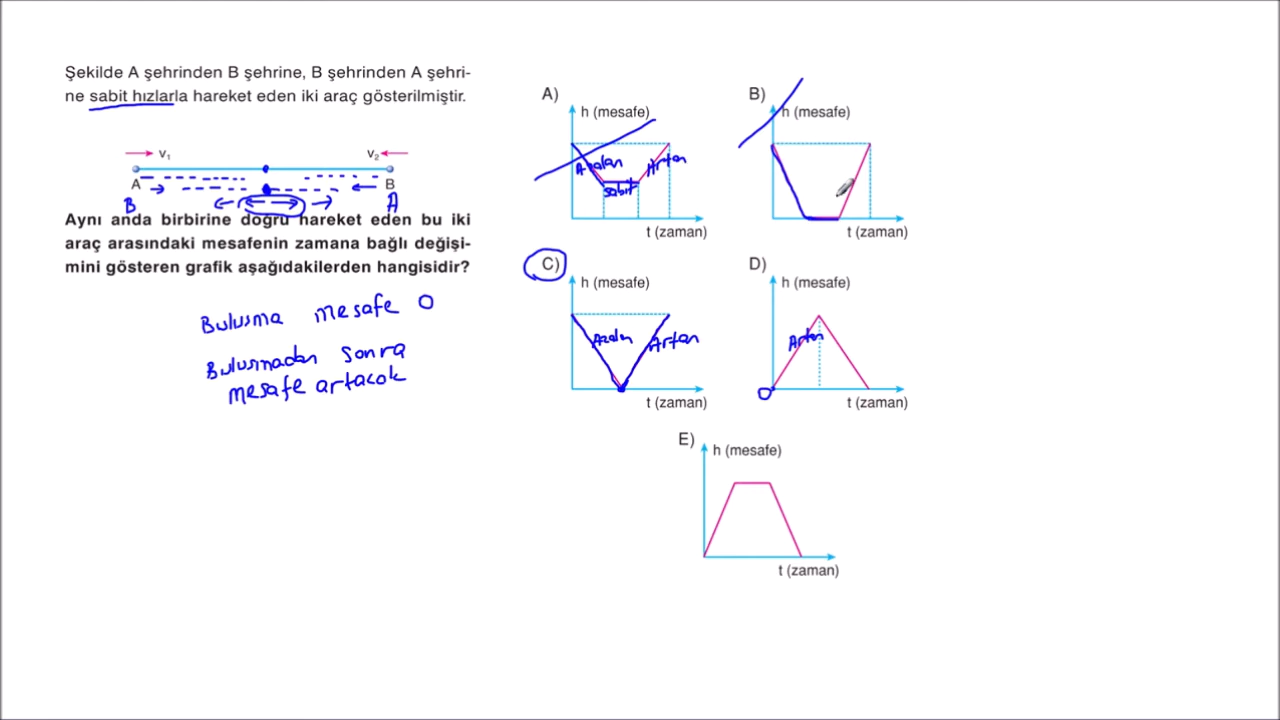 Şekilde A şehrinden B şehrine, B şehrinden A şehri-
ne sabit hızlarla hareket eden iki araç gösterilmiştir.
v₁ v₂
A B
B A
Aynı anda birbirine doğru hareket eden bu iki
araç arasındaki mesafenin zamana bağlı değişi-
mini gösteren grafik aşağıdakilerden hangisidir?
Buluşma mesafe 0
Buluşmadan sonra
mesafe artacak
A)
h (mesafe)
Azalan
Sabit
Artan
t (zaman)
B)
h (mesafe)
t (zaman)
C)
h (mesafe)
Azalan Artan
t (zaman)
D)
h (mesafe)
Artan
0
t (zaman)
E)
h (mesafe)
t (zaman)